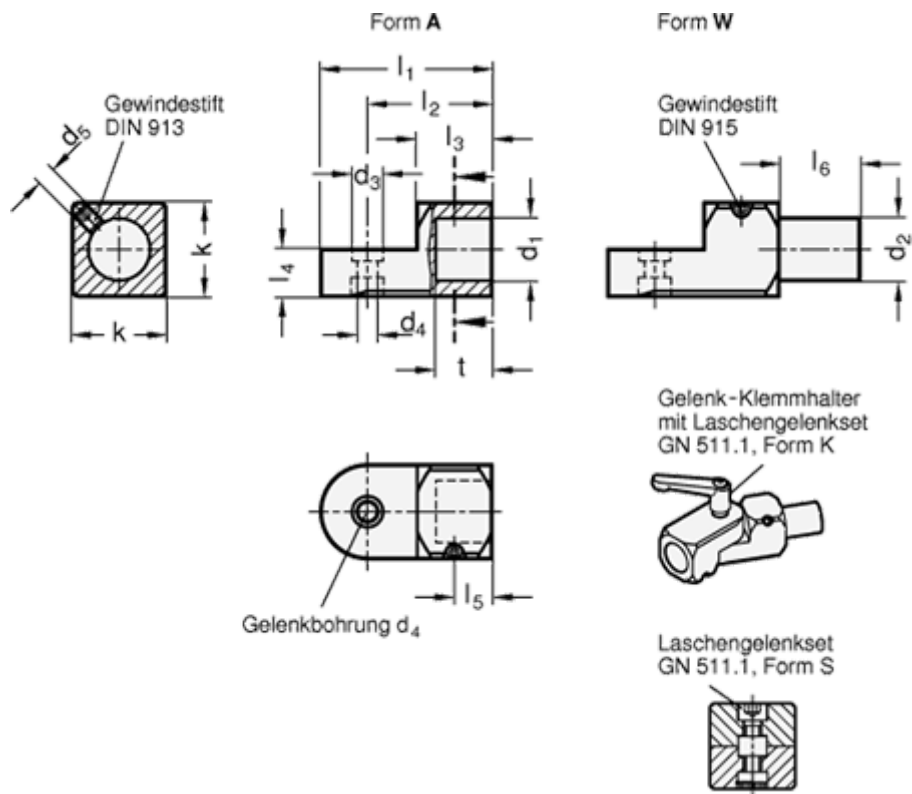 Form A
Form W
l1
l2
l3
Gewindestift
DIN 913
d5
Gewindestift
DIN 915
l6
d3
k
l4
d1
d2
d4
k
t
Gelenk-Klemmhalter
mit Laschengelenkset
GN 511.1, Form K
l5
Gelenkbohrung d4
Laschengelenkset
GN 511.1, Form S